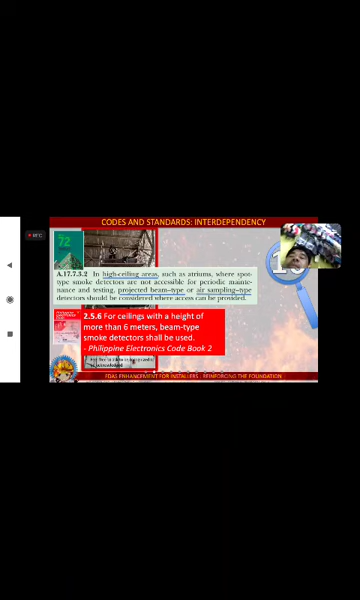 CODES AND STANDARDS: INTERDEPENDENCY
REC
72
A.17.7.3.2 In high-ceiling areas, such as atriums, where spot-
type smoke detectors are not accessible for periodic mainte-
nance and testing, projected beam-type or air sampling-type
detectors should be considered where access can be provided.
2.5.6 For ceilings with a height of
more than 6 meters, beam-type
smoke detectors shall be used.
- Philippine Electronics Code Book 2
FDAS ENHANCEMENT FOR INSTALLERS : REINFORCING THE FOUNDATION